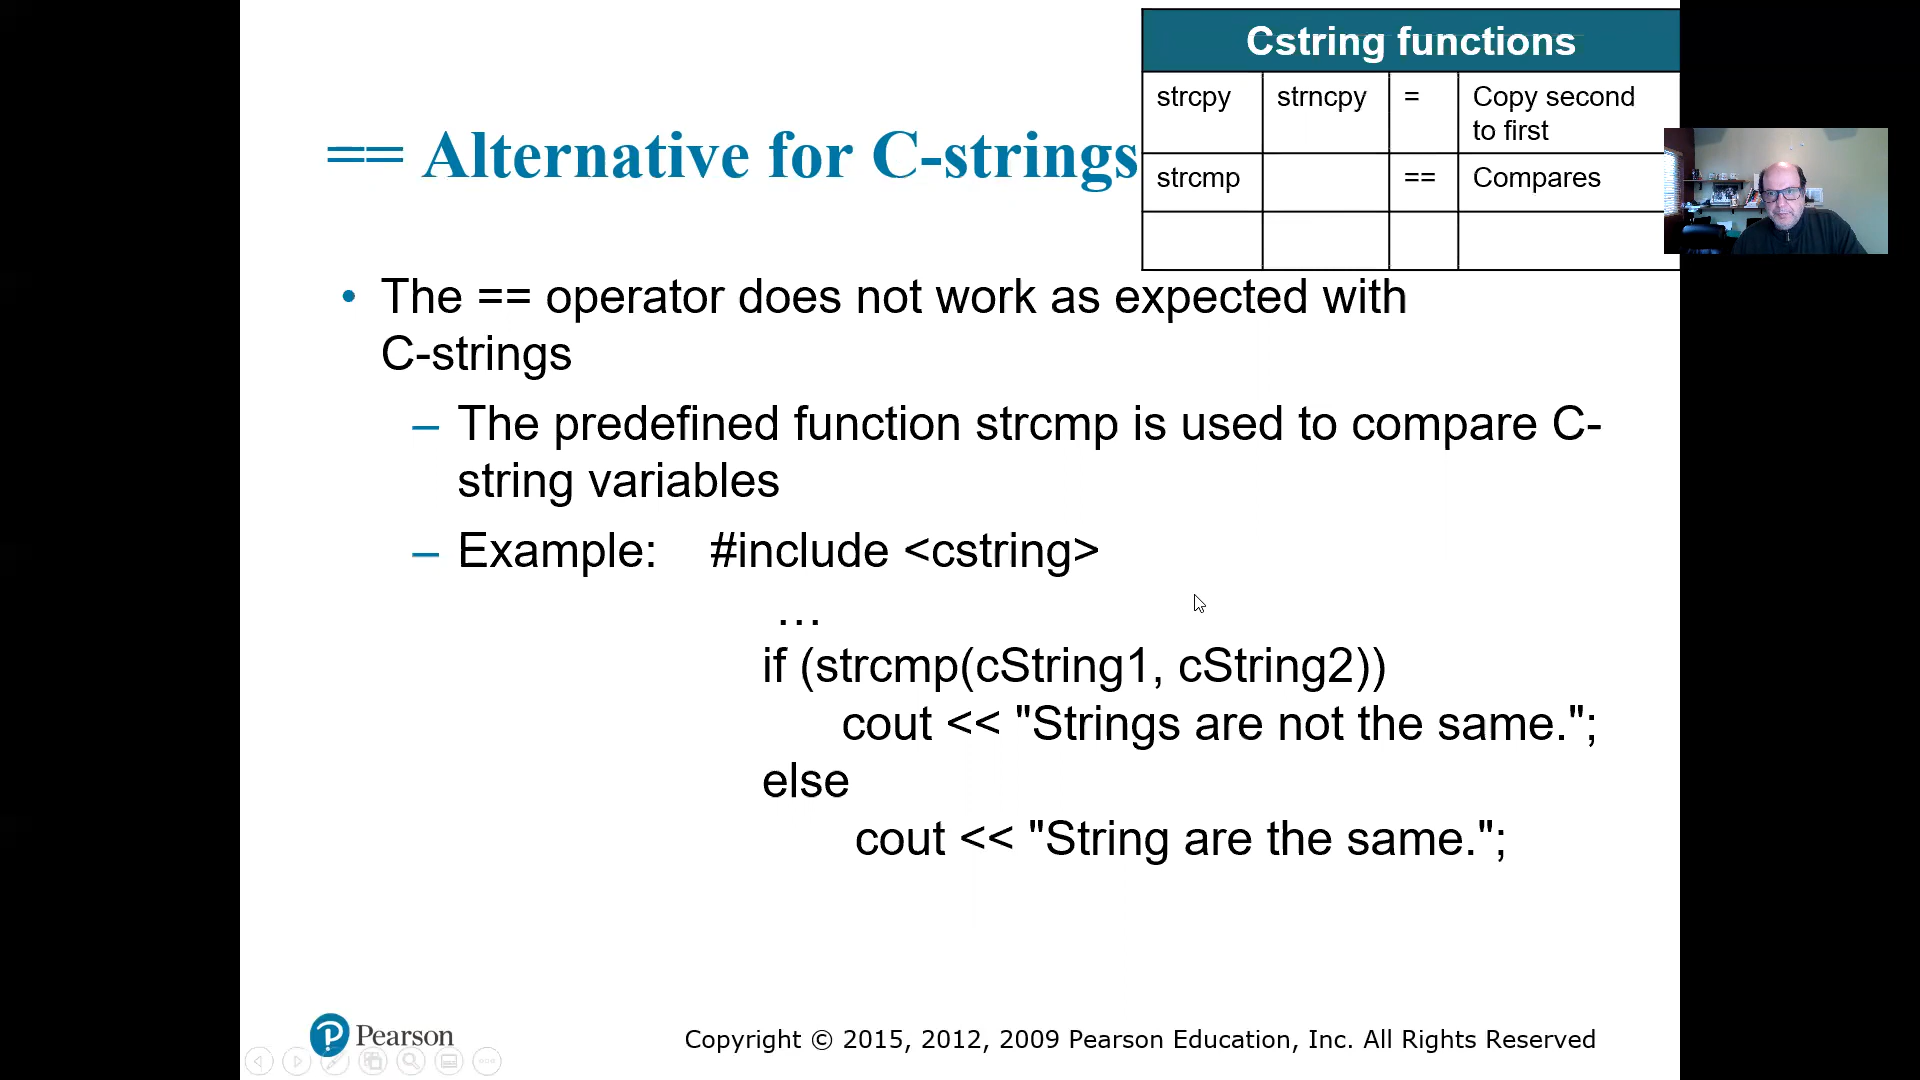 Cstring functions
strcpy strncpy = Copy second
to first
strcmp == Compares
== Alternative for C-strings
• The == operator does not work as expected with
C-strings
– The predefined function strcmp is used to compare C-
string variables
– Example: #include <cstring>
…
if (strcmp(cString1, cString2))
cout << "Strings are not the same.";
else
cout << "String are the same.";
Pearson
Copyright © 2015, 2012, 2009 Pearson Education, Inc. All Rights Reserved